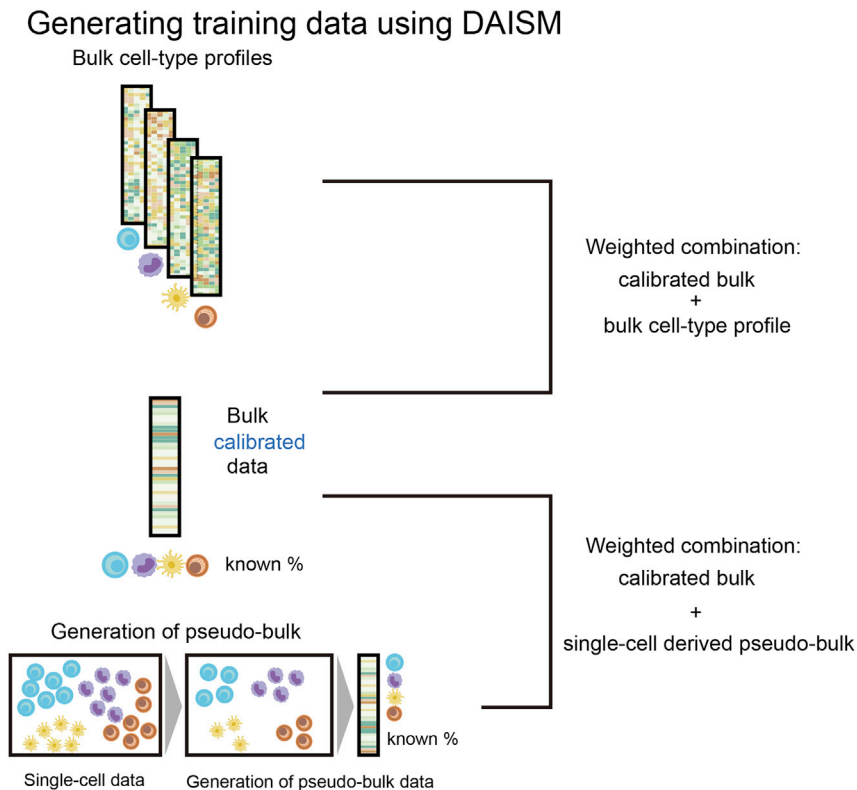 Generating training data using DAISM
Bulk cell-type profiles
Weighted combination:
calibrated bulk
+
bulk cell-type profile
Bulk
calibrated
data
known %
Weighted combination:
calibrated bulk
+
single-cell derived pseudo-bulk
Generation of pseudo-bulk
known %
Single-cell data
Generation of pseudo-bulk data